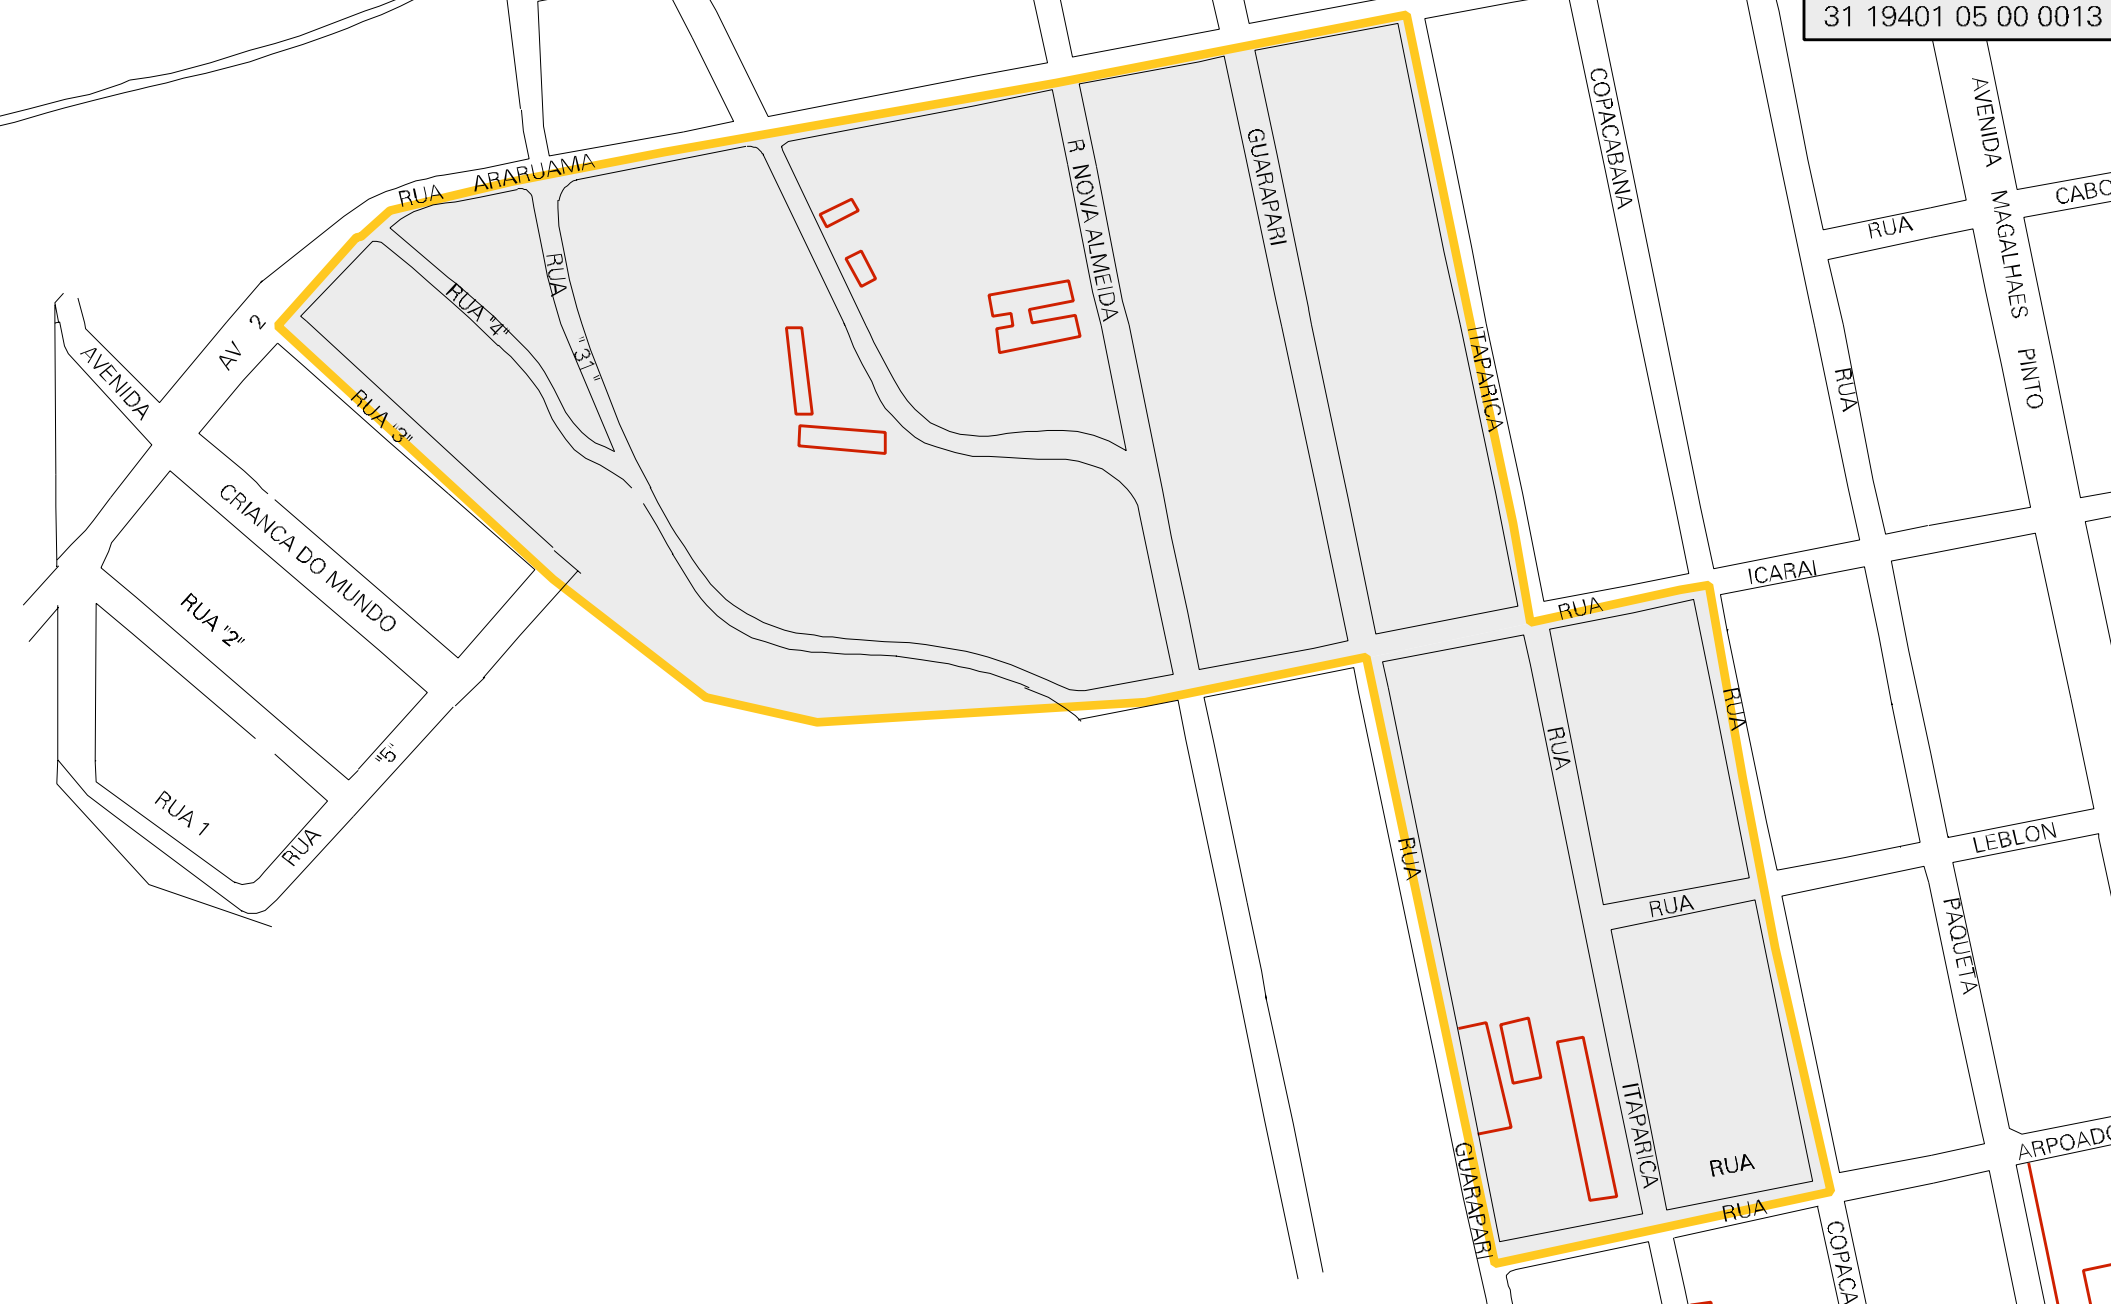 31 19401 05 00 0013
COPACABANA
AVENIDA MAGALHAES PINTO
RUA ARARUAMA
R NOVA ALMEIDA
GUARAPARI
CABO
RUA
RUA "31"
RUA "4"
AV 2
AVENIDA
RUA "3"
ITAPARICA
RUA
CRIANCA DO MUNDO
RUA ICARAI
RUA "2"
RUA
RUA
RUA 1
RUA "5"
RUA
LEBLON
RUA
PAQUETA
ITAPARICA
RUA
ARPOADO
GUARAPARI
RUA
COPACA